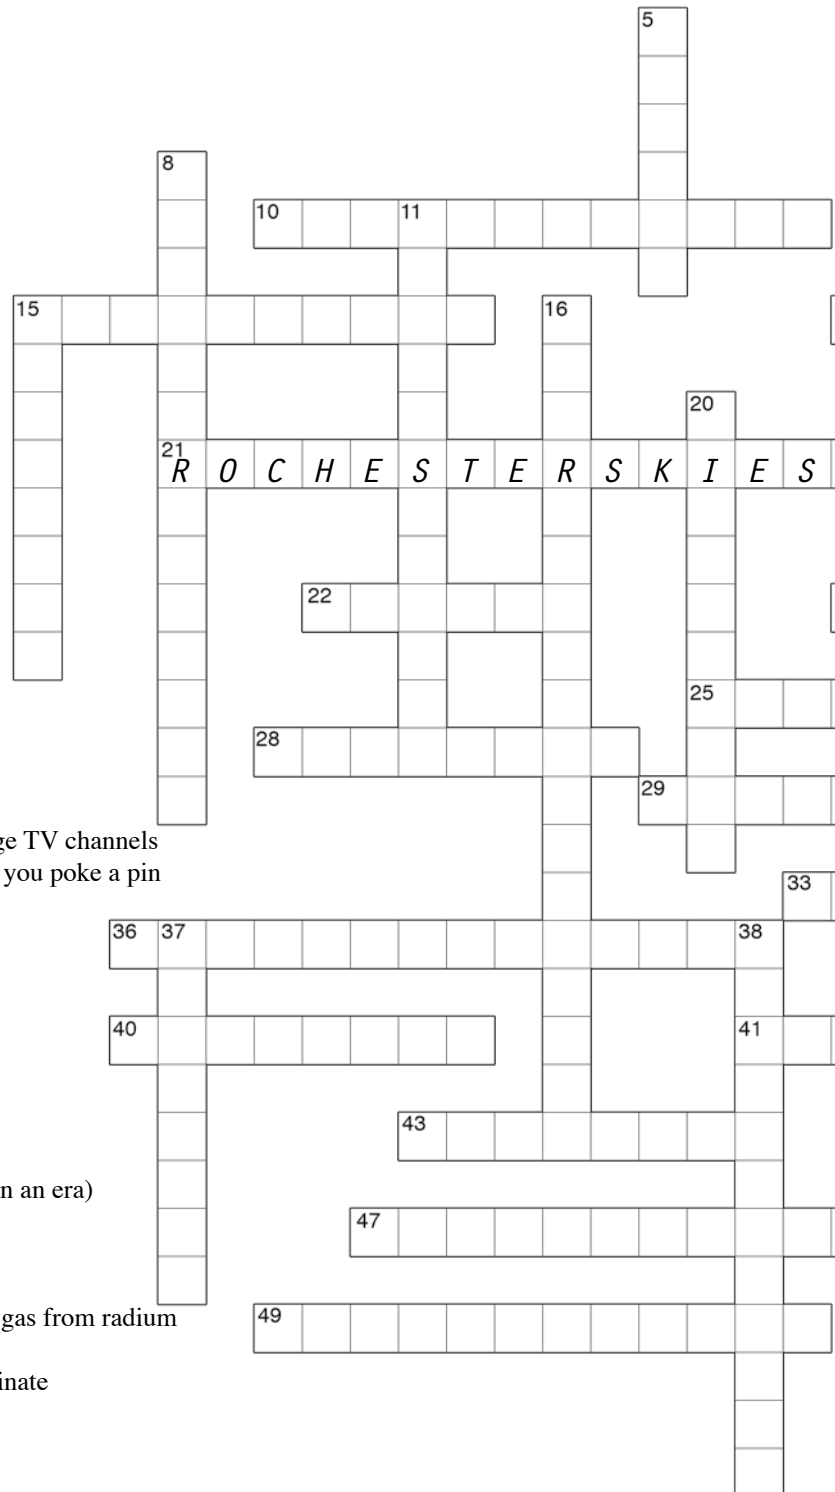 5
8
10 11
15 16
20
21 ROCHESTERSKIES
22
25
28
29
ge TV channels
you poke a pin
33
36 37 38
40 41
43
n an era)
47
gas from radium
49
inate